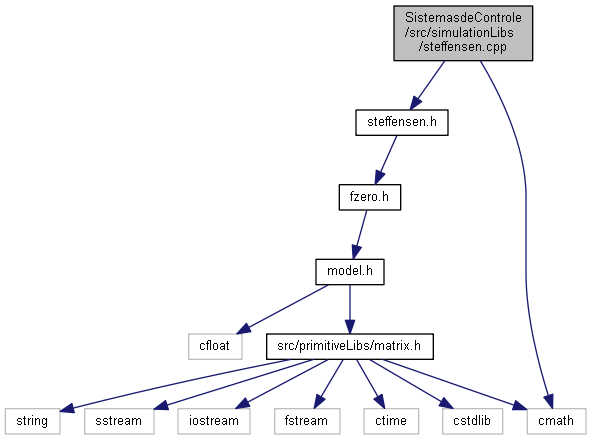 SistemasdeControle
/src/simulationLibs
/steffensen.cpp
steffensen.h
fzero.h
model.h
cfloat
src/primitiveLibs/matrix.h
string
sstream
iostream
fstream
ctime
cstdlib
cmath